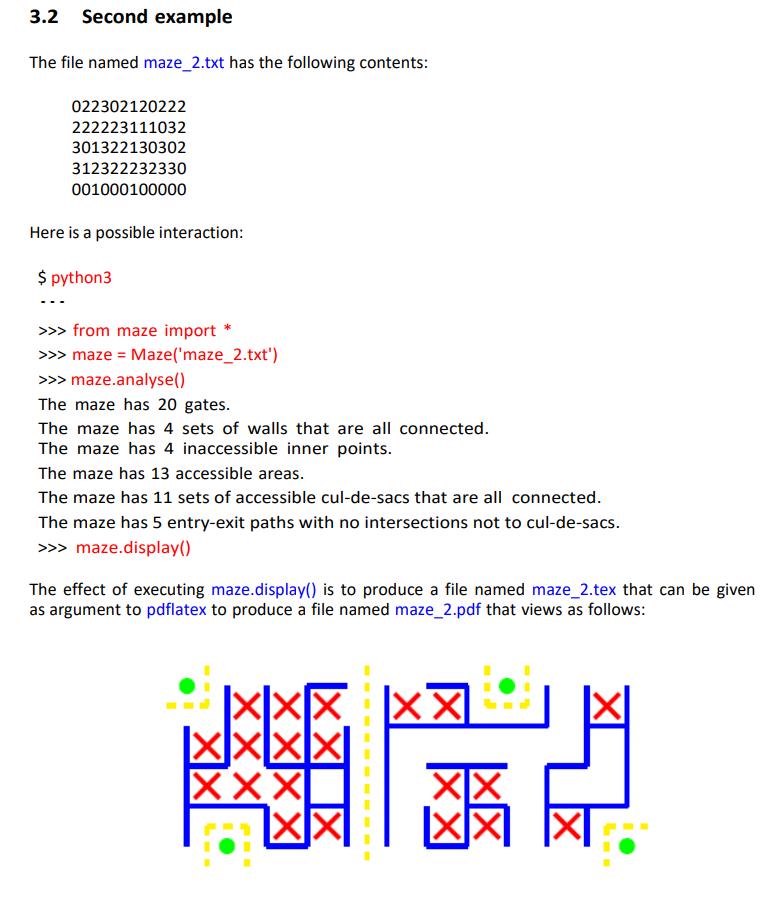 3.2 Second example
The file named maze_2.txt has the following contents:
022302120222
222223111032
301322130302
312322232330
001000100000
Here is a possible interaction:
$ python3
---
>>> from maze import *
>>> maze = Maze('maze_2.txt')
>>> maze.analyse()
The maze has 20 gates.
The maze has 4 sets of walls that are all connected.
The maze has 4 inaccessible inner points.
The maze has 13 accessible areas.
The maze has 11 sets of accessible cul-de-sacs that are all connected.
The maze has 5 entry-exit paths with no intersections not to cul-de-sacs.
>>> maze.display()
The effect of executing maze.display() is to produce a file named maze_2.tex that can be given
as argument to pdflatex to produce a file named maze_2.pdf that views as follows: